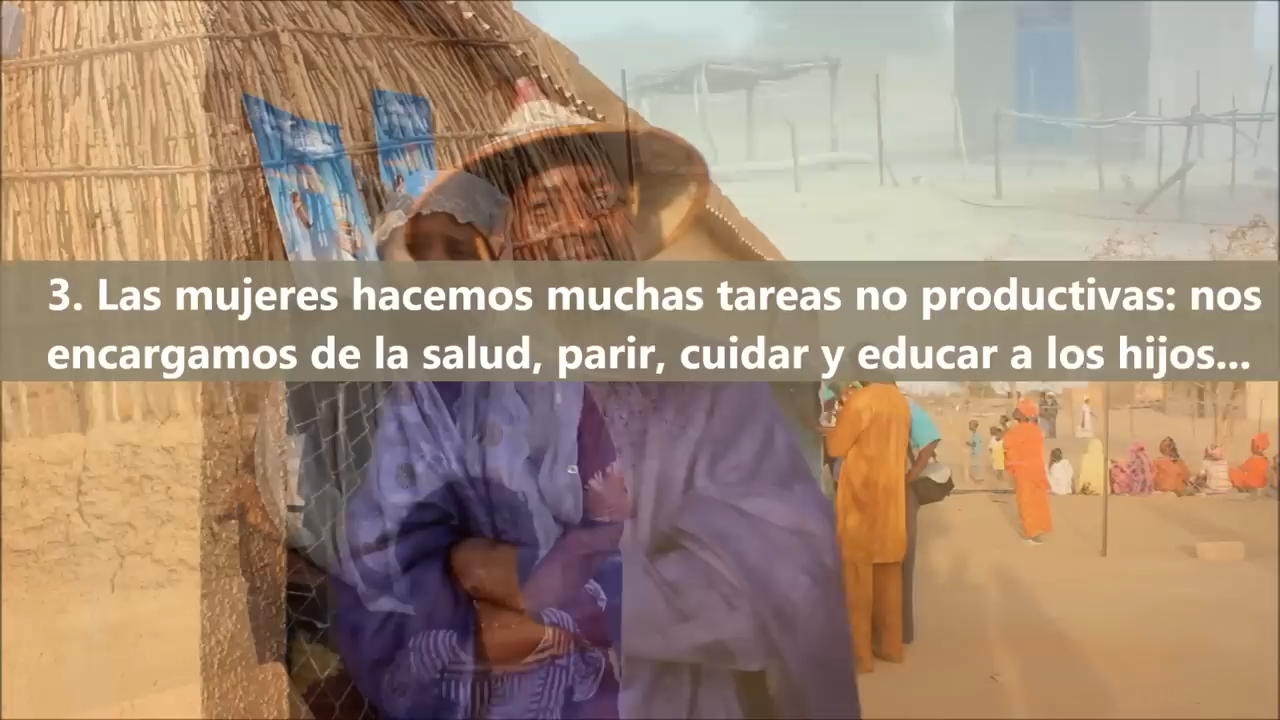 3. Las mujeres hacemos muchas tareas no productivas: nos
encargamos de la salud, parir, cuidar y educar a los hijos...